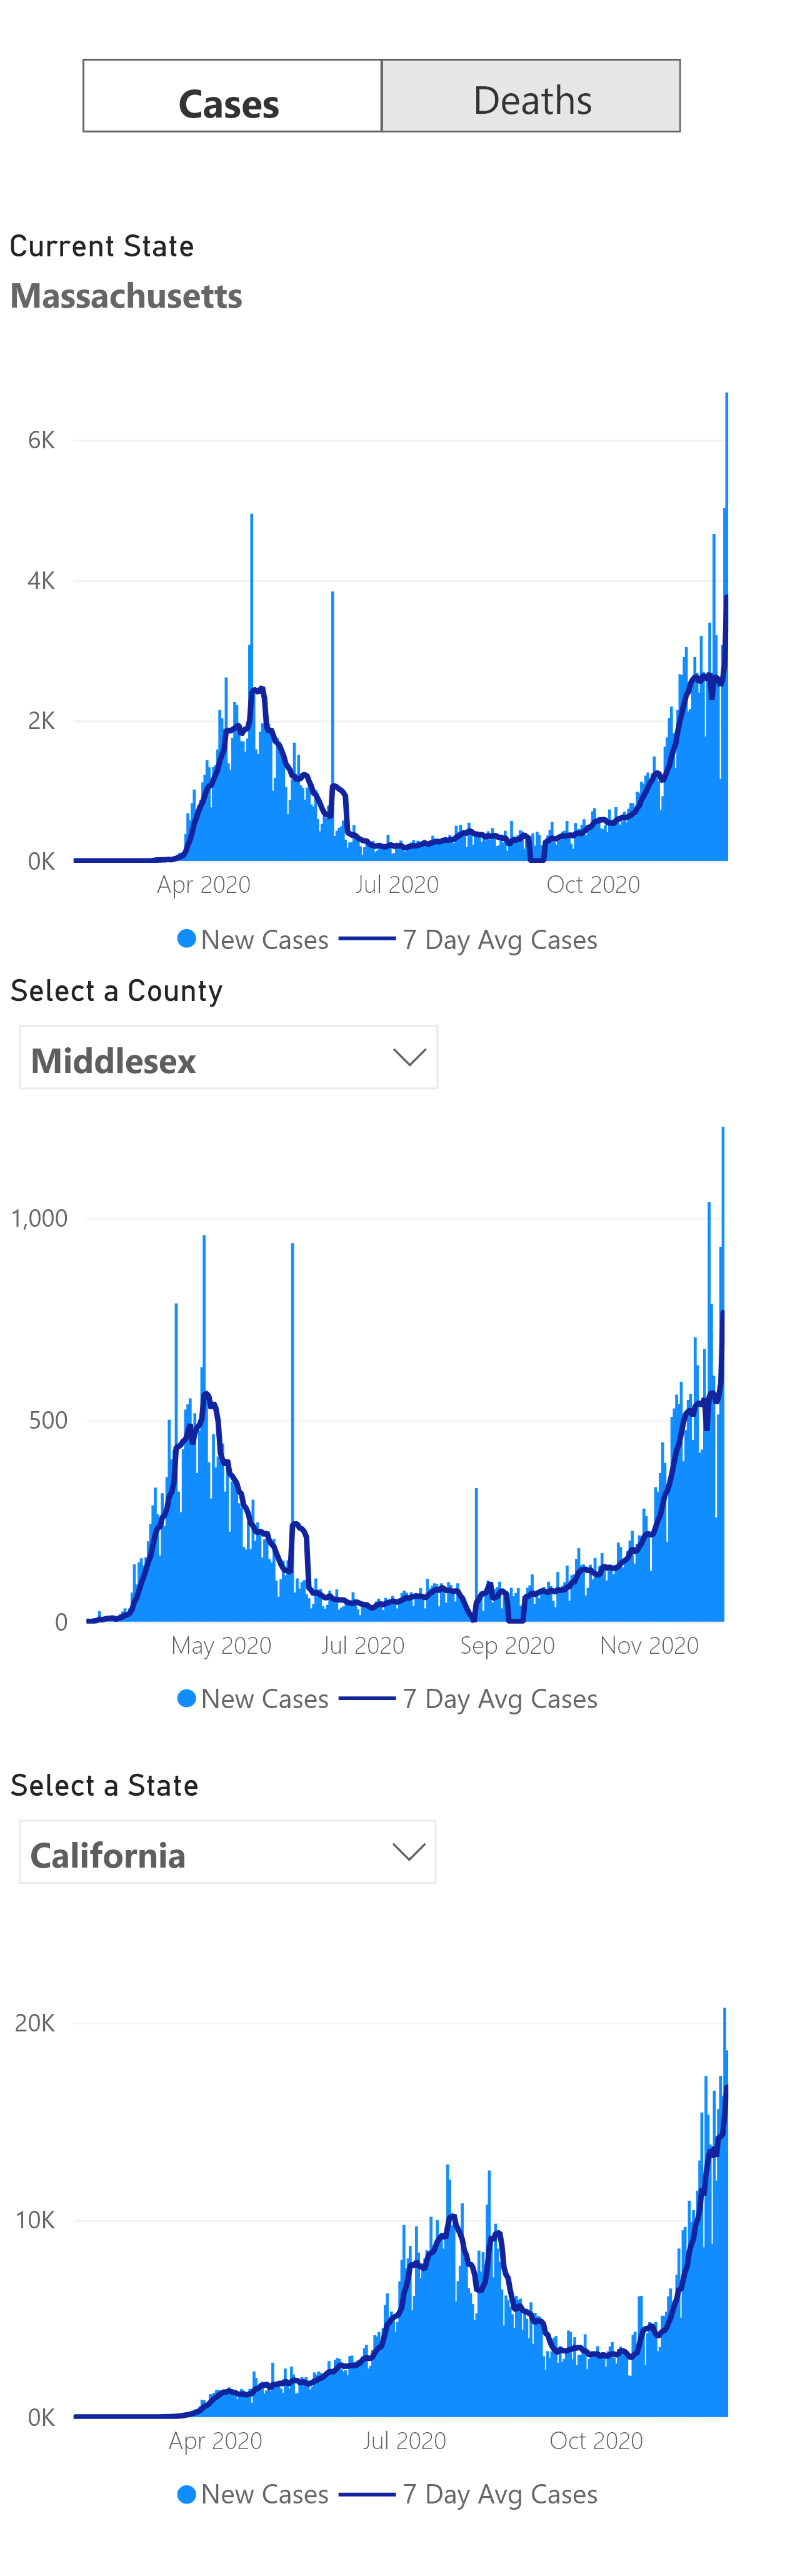 Cases Deaths
Current State
Massachusetts
6K
4K
2K
0K
Apr 2020 Jul 2020 Oct 2020
New Cases 7 Day Avg Cases
Select a County
Middlesex
1,000
500
0
May 2020 Jul 2020 Sep 2020 Nov 2020
New Cases 7 Day Avg Cases
Select a State
California
20K
10K
0K
Apr 2020 Jul 2020 Oct 2020
New Cases 7 Day Avg Cases